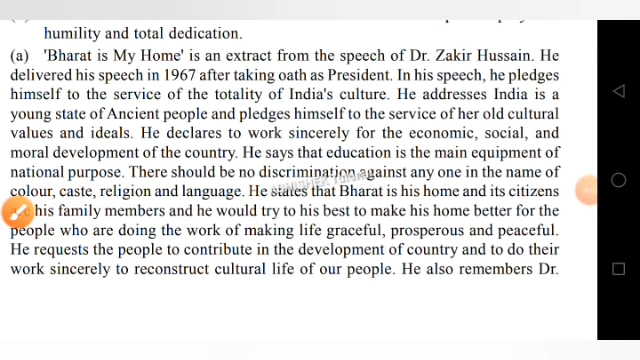 humility and total dedication.
(a) 'Bharat is My Home' is an extract from the speech of Dr. Zakir Hussain. He
delivered his speech in 1967 after taking oath as President. In his speech, he pledges
himself to the service of the totality of India's culture. He addresses India is a
young state of Ancient people and pledges himself to the service of her old cultural
values and ideals. He declares to work sincerely for the economic, social, and
moral development of the country. He says that education is the main equipment of
national purpose. There should be no discrimination against any one in the name of
colour, caste, religion and language. He states that Bharat is his home and its citizens
his family members and he would try to his best to make his home better for the
people who are doing the work of making life graceful, prosperous and peaceful.
He requests the people to contribute in the development of country and to do their
work sincerely to reconstruct cultural life of our people. He also remembers Dr.